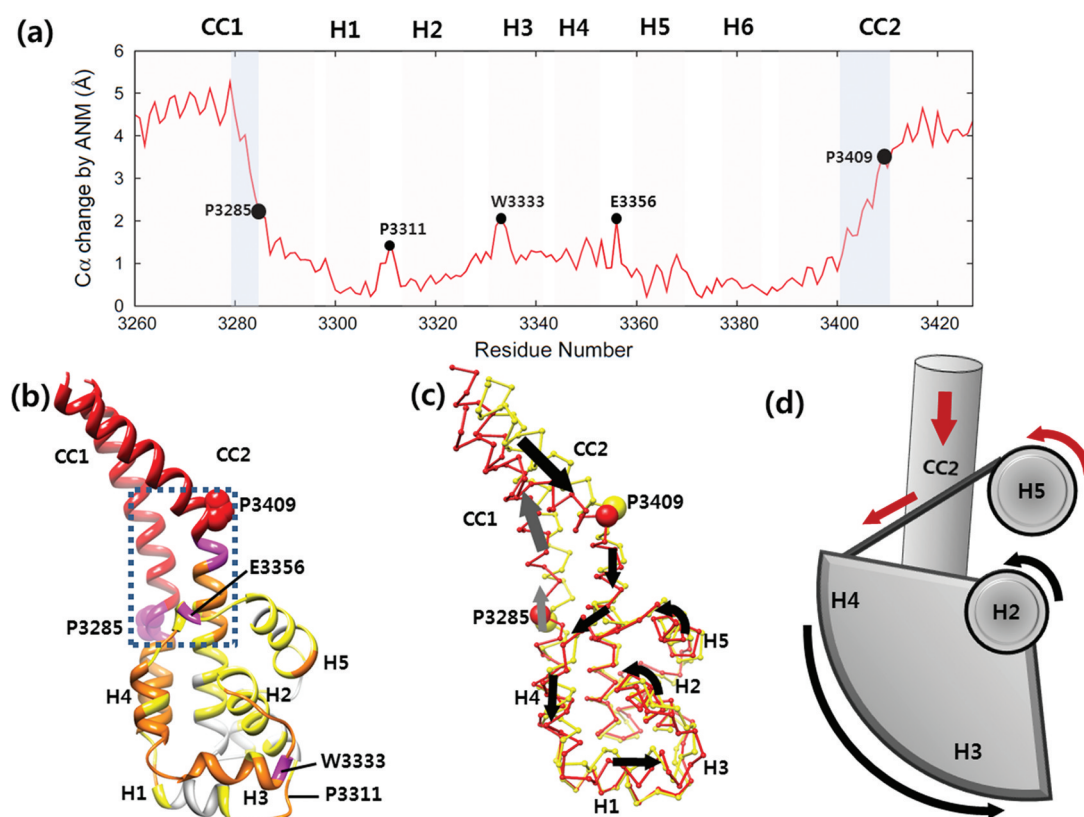 (a)
CC1 H1 H2 H3 H4 H5 H6 CC2
Cα change by ANM (Å)
6
5
4
3
2
1
0
P3285
P3311
W3333
E3356
P3409
3260 3280 3300 3320 3340 3360 3380 3400 3420
Residue Number
(b)
CC1
CC2
P3409
E3356
P3285
H5
H4
H2
W3333
H1
H3
P3311
(c)
CC2
P3409
CC1
P3285
H5
H2
H4
H3
H1
(d)
CC2
H5
H4
H2
H3